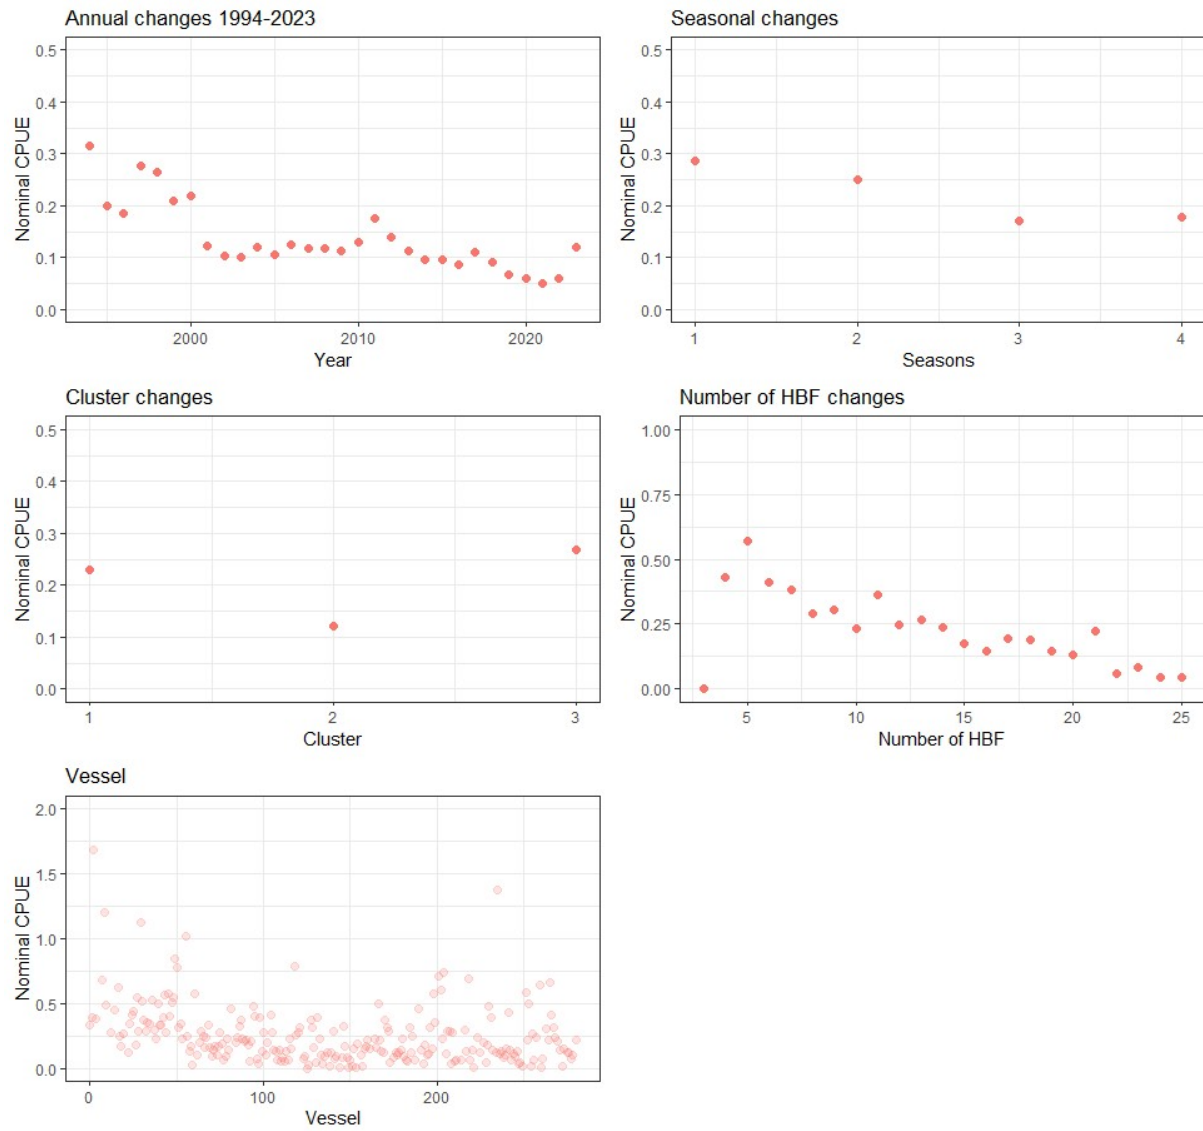 Annual changes 1994-2023
0.5
0.4
0.3
0.2
0.1
0.0
Nominal CPUE
2000 2010 2020
Year
Seasonal changes
0.5
0.4
0.3
0.2
0.1
0.0
Nominal CPUE
1 2 3 4
Seasons
Cluster changes
0.5
0.4
0.3
0.2
0.1
0.0
Nominal CPUE
1 2 3
Cluster
Number of HBF changes
1.00
0.75
0.50
0.25
0.00
Nominal CPUE
5 10 15 20 25
Number of HBF
Vessel
2.0
1.5
1.0
0.5
0.0
Nominal CPUE
0 100 200
Vessel